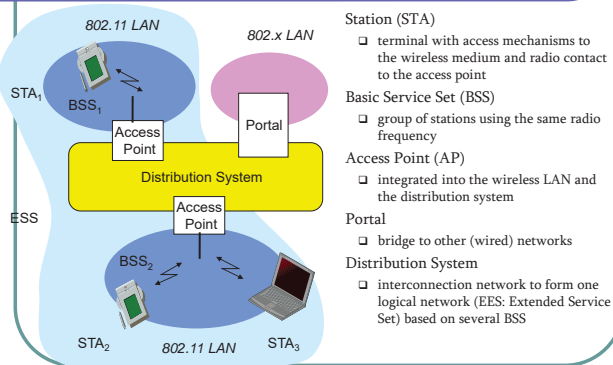 802.11 LAN
802.x LAN
STA1
BSS1
Access
Point
Portal
Distribution System
ESS
Access
Point
BSS2
STA2
802.11 LAN
STA3
Station (STA)
❑ terminal with access mechanisms to
the wireless medium and radio contact
to the access point
Basic Service Set (BSS)
❑ group of stations using the same radio
frequency
Access Point (AP)
❑ integrated into the wireless LAN and
the distribution system
Portal
❑ bridge to other (wired) networks
Distribution System
❑ interconnection network to form one
logical network (EES: Extended Service
Set) based on several BSS